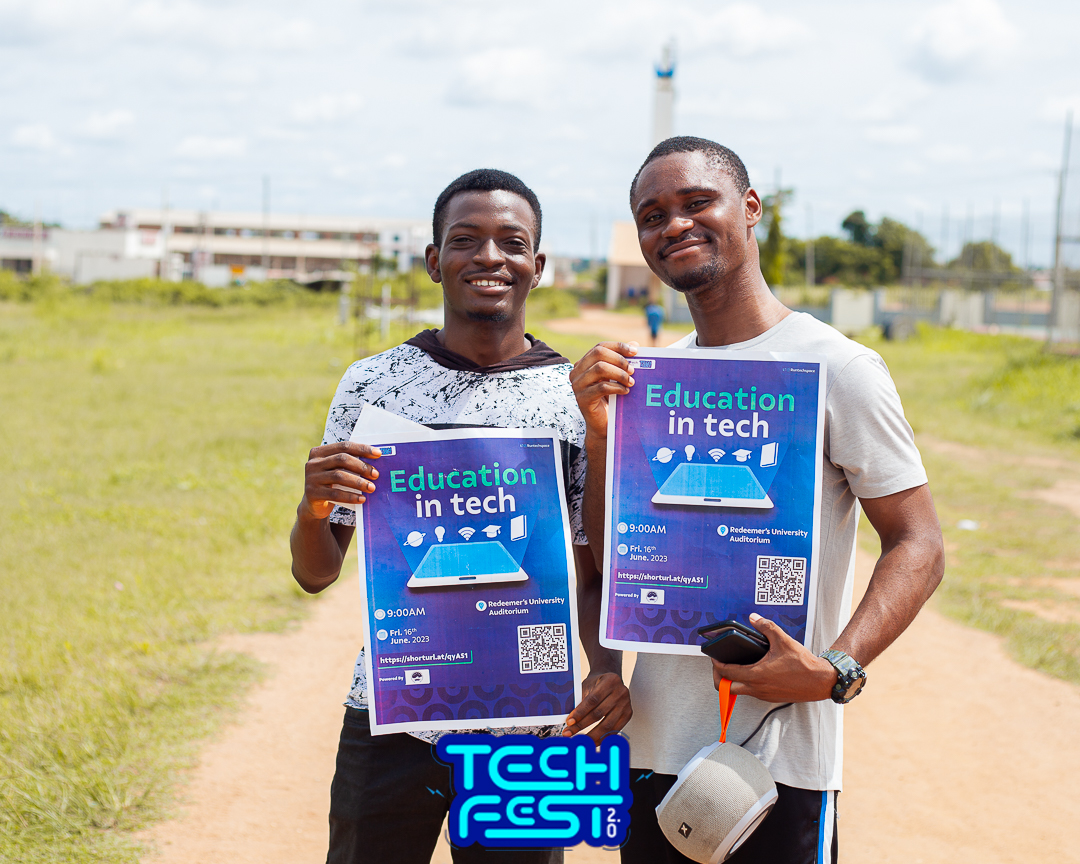 Education
in tech
9:00AM
Redeemer's University
Auditorium
Fri. 16th
June. 2023
https://shorturl.at/qyAS1
Powered By
Education
in tech
9:00AM
Redeemer's University
Auditorium
Fri. 16th
June. 2023
https://shorturl.at/qyAS1
Powered By
TECH
FEST 2.0